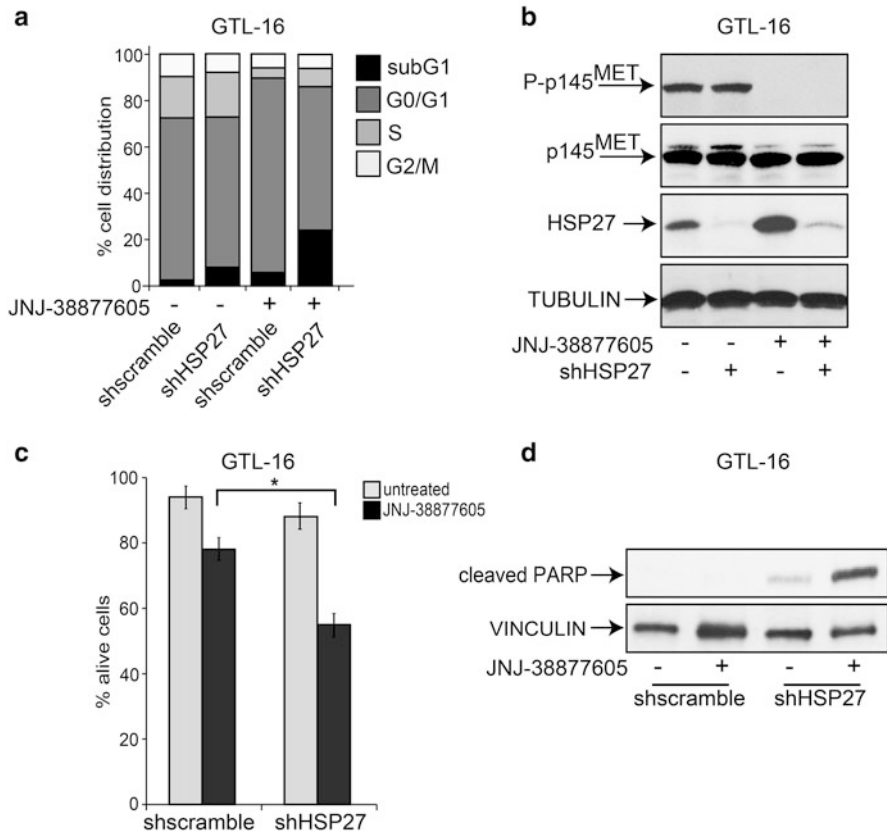 a
GTL-16
% cell distribution
100
80
60
40
20
0
subG1
G0/G1
S
G2/M
JNJ-38877605 - - + +
shscramble shHSP27 shscramble shHSP27
b
GTL-16
P-p145MET
p145MET
HSP27
TUBULIN
JNJ-38877605 - - + +
shHSP27 - + - +
c
GTL-16
% alive cells
100
80
60
40
20
0
*
untreated
JNJ-38877605
shscramble shHSP27
d
GTL-16
cleaved PARP
VINCULIN
JNJ-38877605 - + - +
shscramble shHSP27